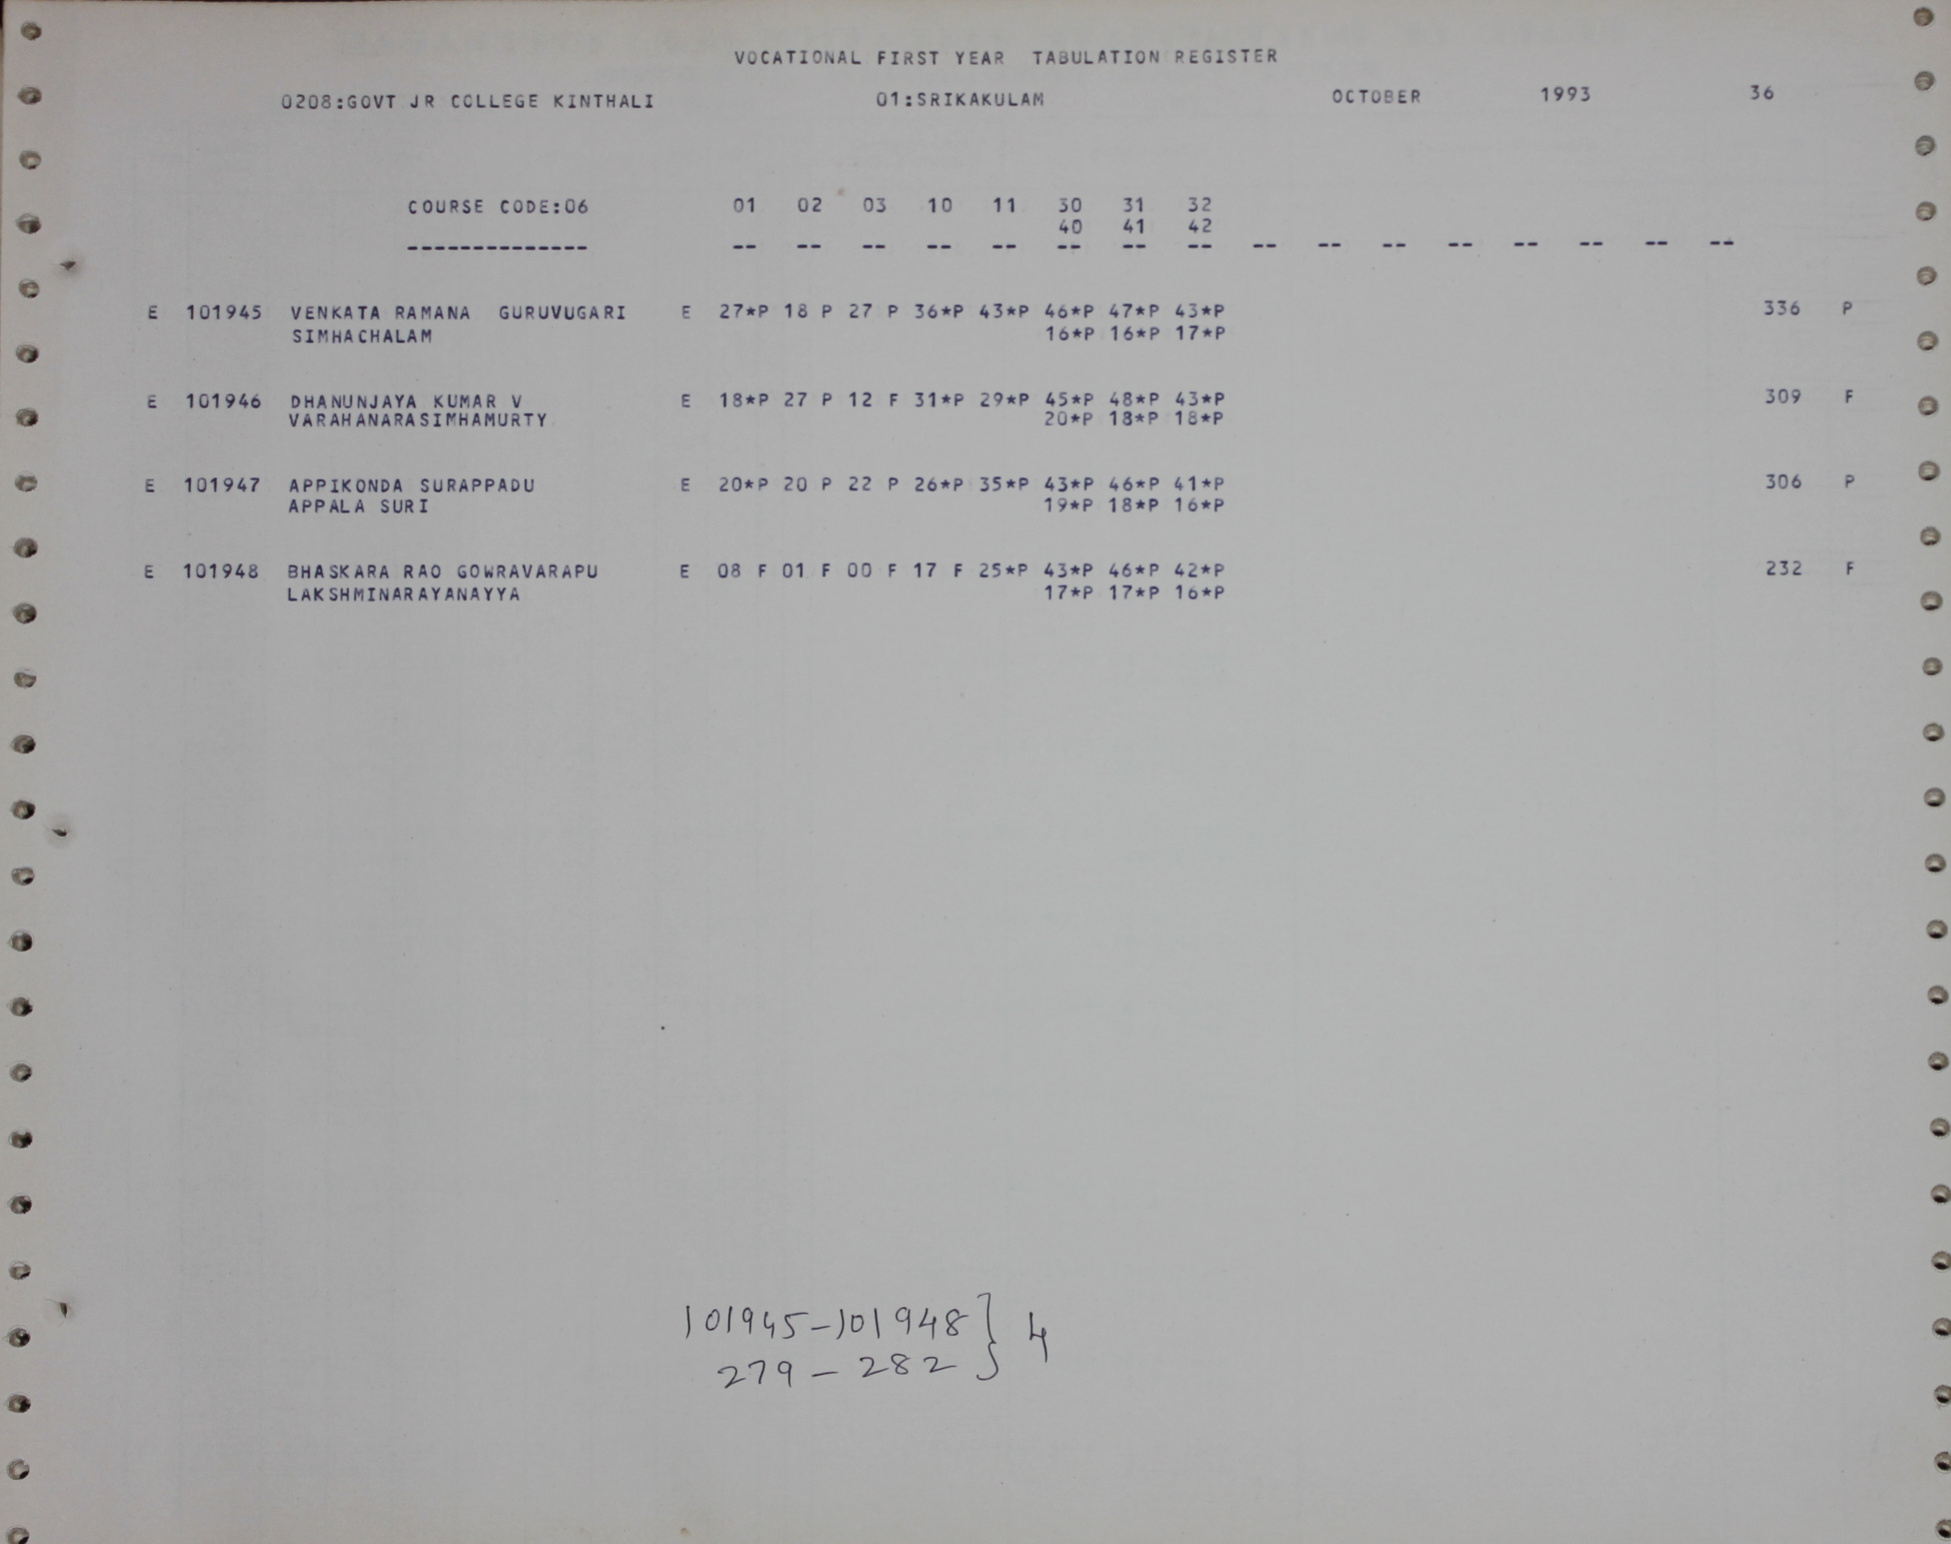 VOCATIONAL FIRST YEAR TABULATION REGISTER
0208:GOVT JR COLLEGE KINTHALI 01:SRIKAKULAM OCTOBER 1993 36
COURSE CODE:06 01 02 03 10 11 30 31 32
40 41 42
-------------- -- -- -- -- -- -- -- -- -- -- -- -- -- -- -- --
E 101945 VENKATA RAMANA GURUVUGARI E 27*P 18 P 27 P 36*P 43*P 46*P 47*P 43*P 336 P
SIMHACHALAM 16*P 16*P 17*P
E 101946 DHANUNJAYA KUMAR V E 18*P 27 P 12 F 31*P 29*P 45*P 48*P 43*P 309 F
VARAHANARASIMHAMURTY 20*P 18*P 18*P
E 101947 APPIKONDA SURAPPADU E 20*P 20 P 22 P 26*P 35*P 43*P 46*P 41*P 306 P
APPALA SURI 19*P 18*P 16*P
E 101948 BHASKARA RAO GOWRAVARAPU E 08 F 01 F 00 F 17 F 25*P 43*P 46*P 42*P 232 F
LAKSHMINARAYANAYYA 17*P 17*P 16*P
101945-101948 } 4
279-282